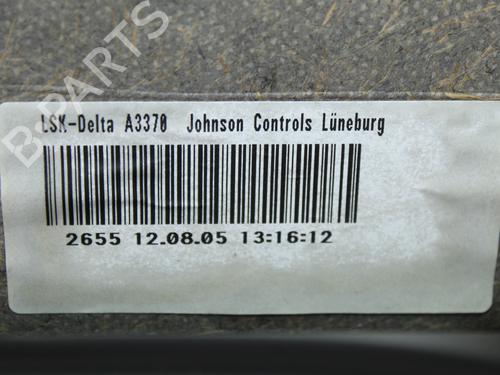 B-PARTS
LSK-Delta A3370 Johnson Controls Lüneburg
2655 12.08.05 13:16:12